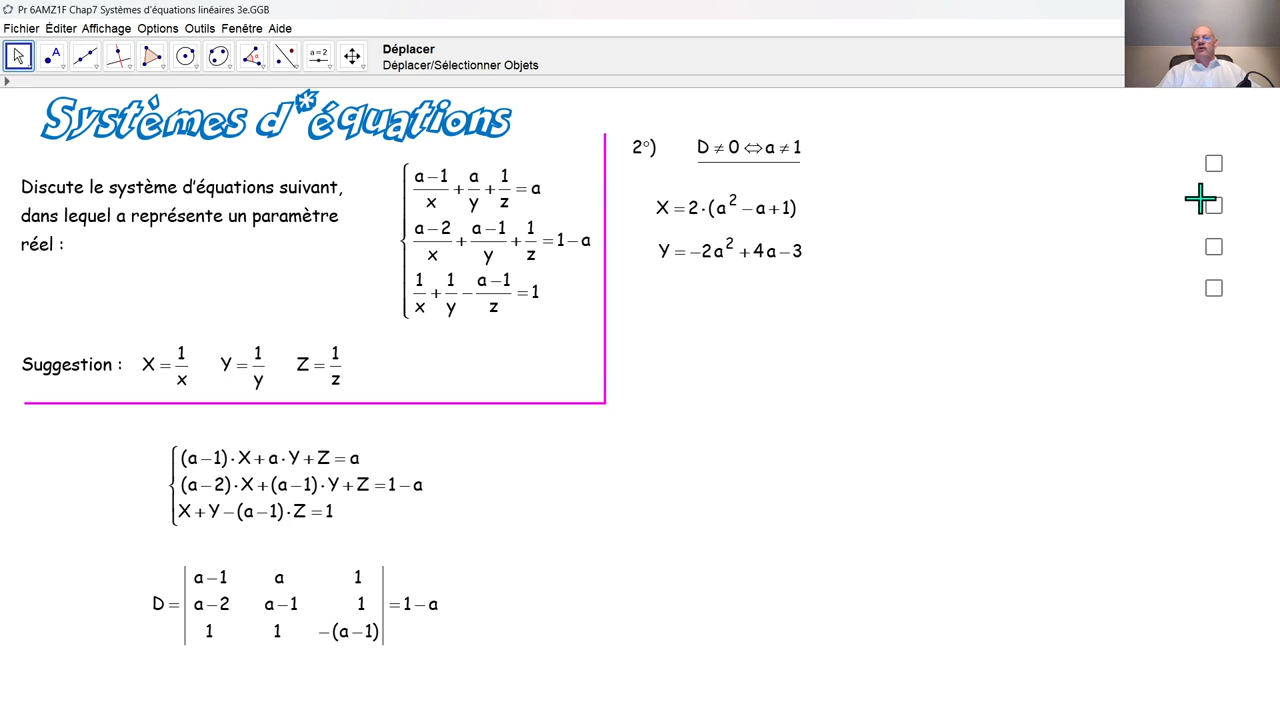 Pr 6AMZ1F Chap7 Systèmes d'équations linéaires 3e.GGB
Fichier Éditer Affichage Options Outils Fenêtre Aide
A
a=2
Déplacer
Déplacer/Sélectionner Objets
Systèmes d*équations
Discute le système d'équations suivant,
dans lequel a représente un paramètre
réel :
{ (a−1)/x + a/y + 1/z = a
(a−2)/x + (a−1)/y + 1/z = 1−a
1/x + 1/y − (a−1)/z = 1
Suggestion : X = 1/x Y = 1/y Z = 1/z
{ (a−1)·X+a·Y+Z=a
(a−2)·X+(a−1)·Y+Z=1−a
X+Y−(a−1)·Z=1
D = | a−1 a 1 |
| a−2 a−1 1 | = 1−a
| 1 1 −(a−1) |
2°) D ≠ 0 ⇔ a ≠ 1
X = 2·(a² − a + 1)
Y = −2a² + 4a − 3